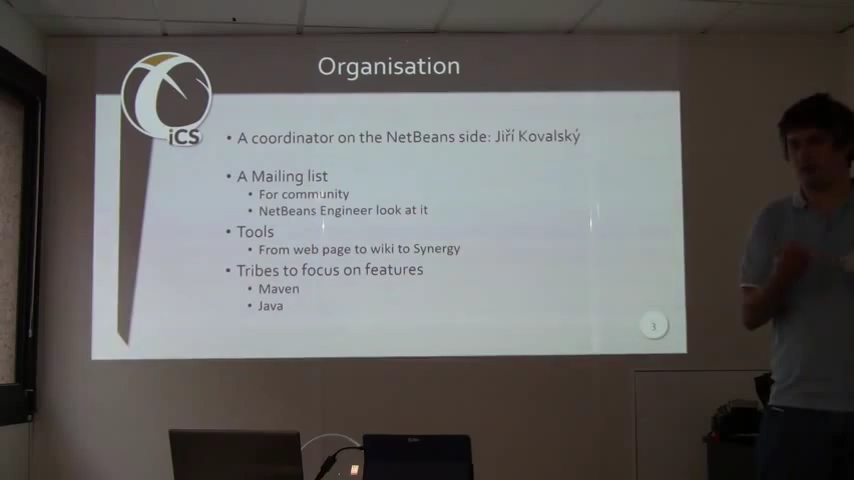 Organisation
iCS
• A coordinator on the NetBeans side: Jiří Kovalský
• A Mailing list
• For community
• NetBeans Engineer look at it
• Tools
• From web page to wiki to Synergy
• Tribes to focus on features
• Maven
• Java
3